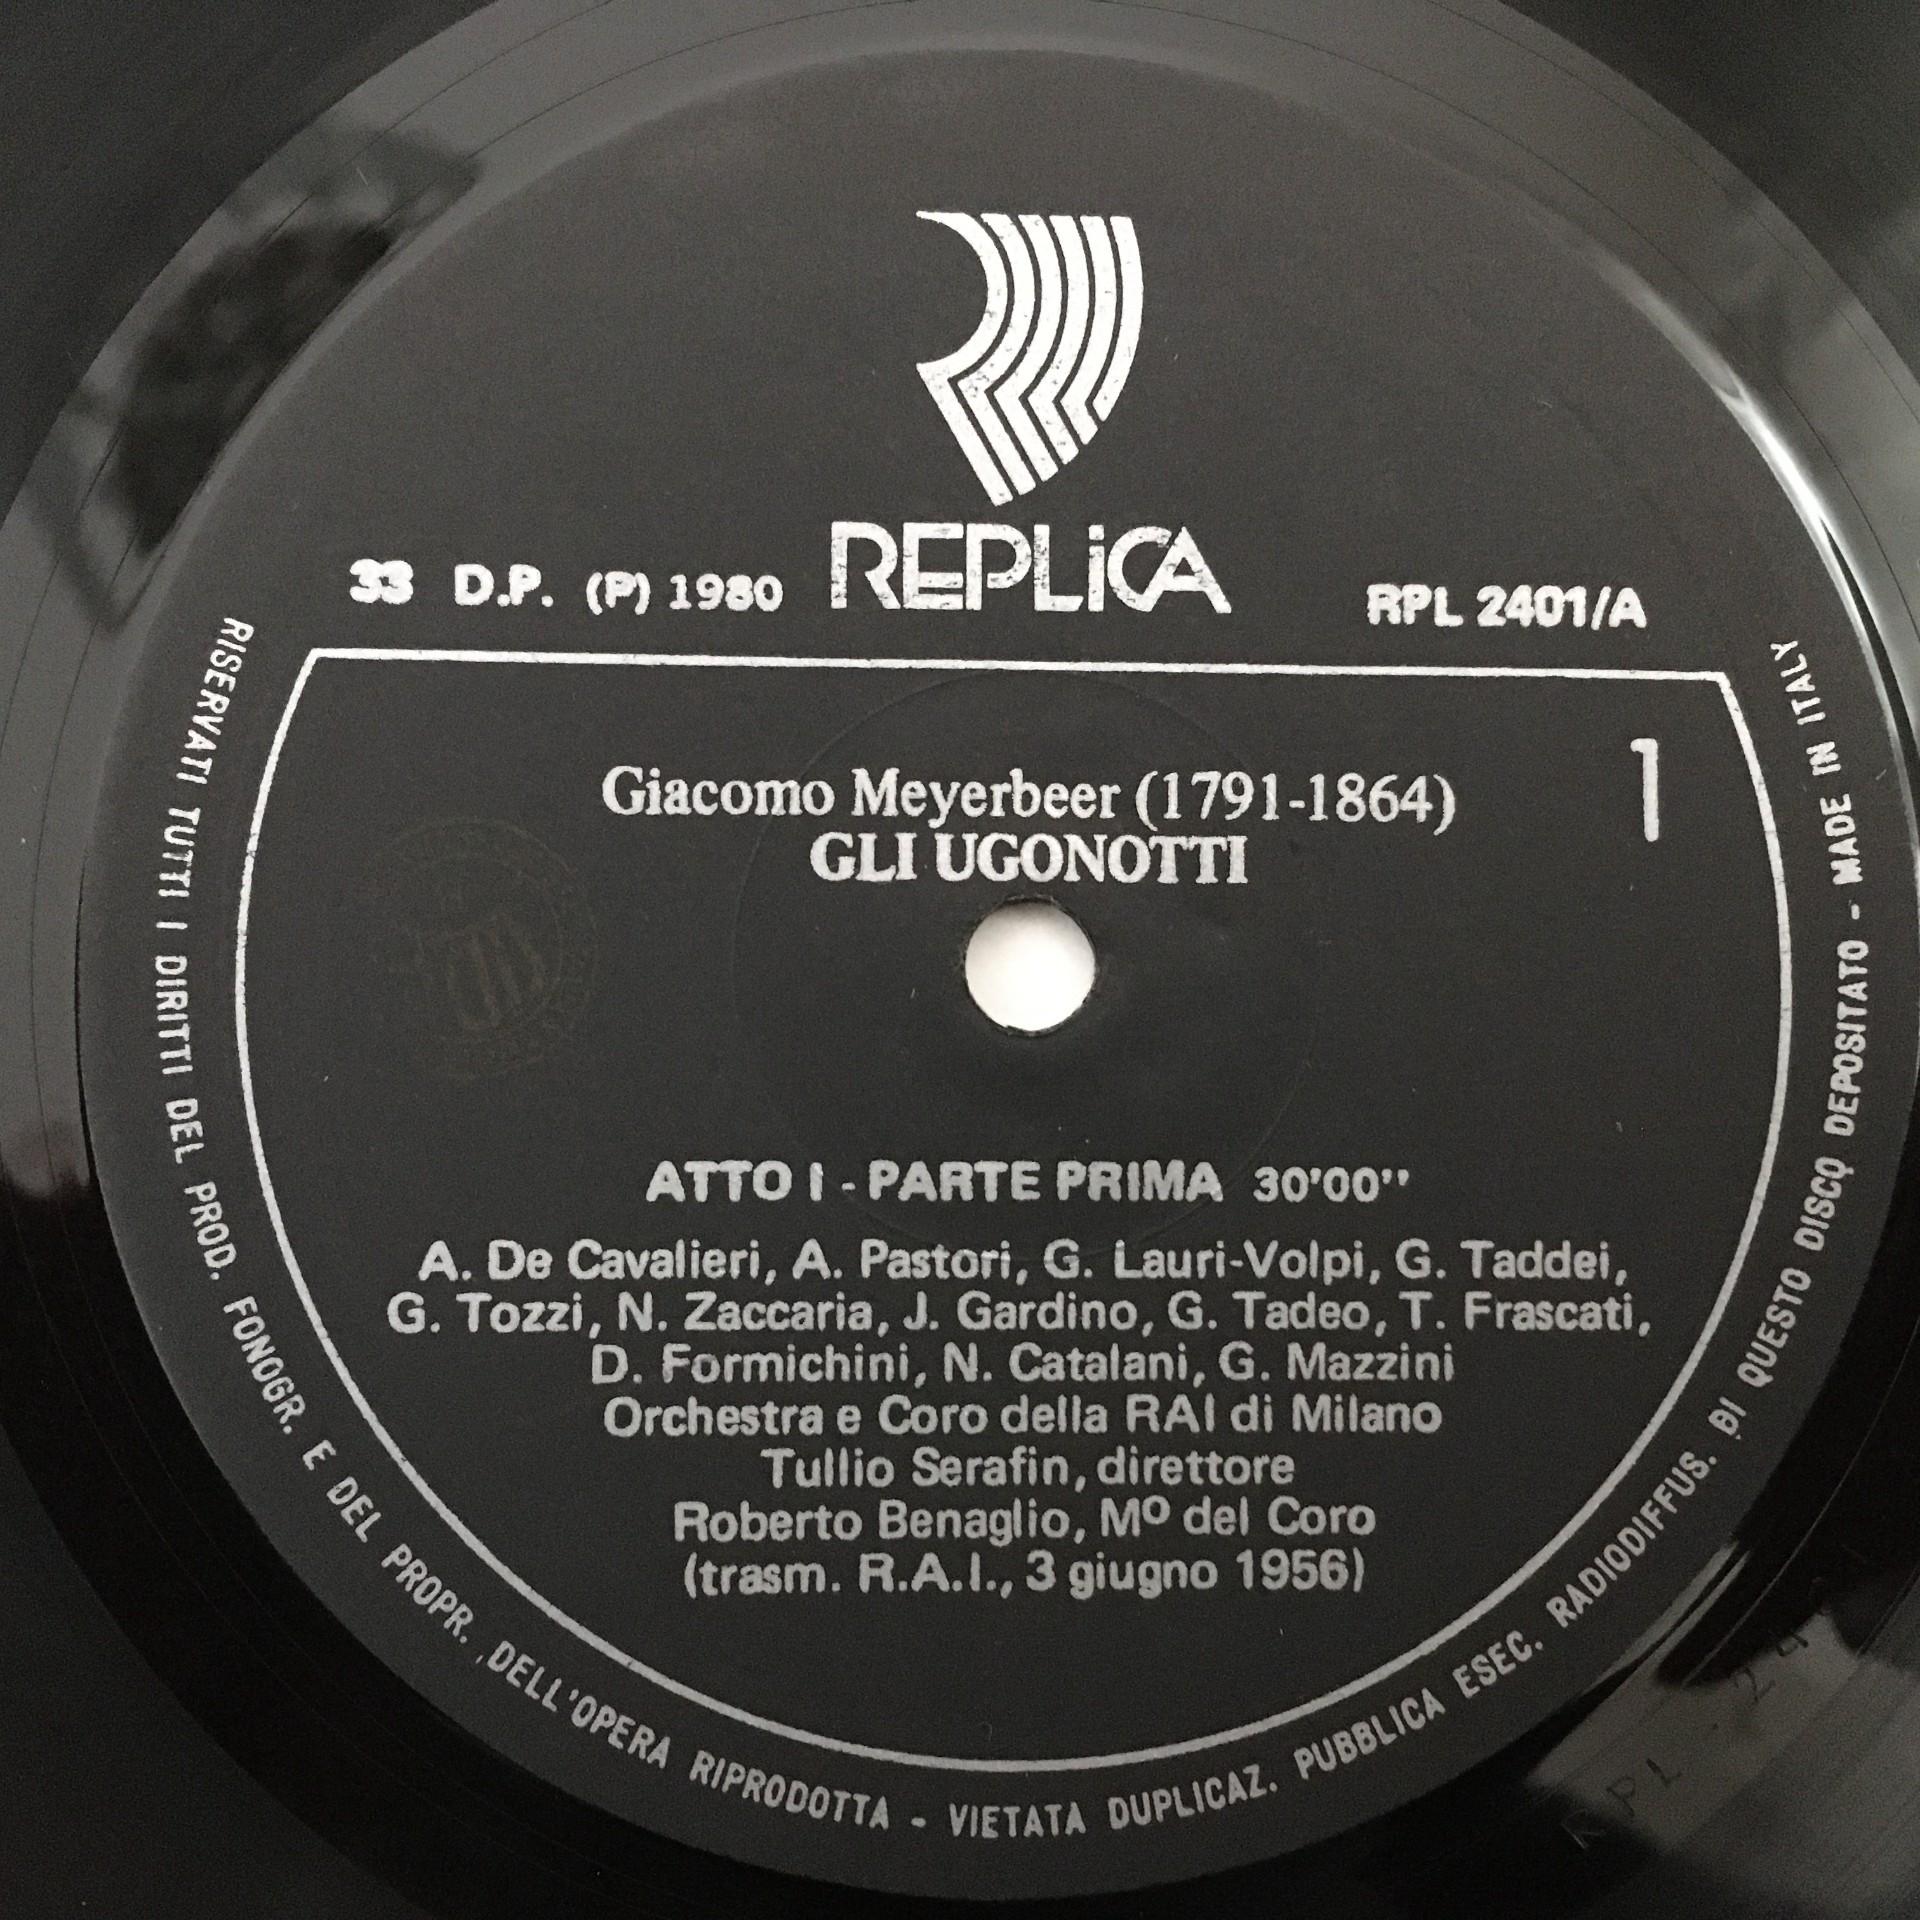 REPLiCA
33 D.P. (P) 1980
RPL 2401/A
1
Giacomo Meyerbeer (1791-1864)
GLI UGONOTTI
ATTO I - PARTE PRIMA 30'00''
A. De Cavalieri, A. Pastori, G. Lauri-Volpi, G. Taddei,
G. Tozzi, N. Zaccaria, J. Gardino, G. Tadeo, T. Frascati,
D. Formichini, N. Catalani, G. Mazzini
Orchestra e Coro della RAI di Milano
Tullio Serafin, direttore
Roberto Benaglio, Mº del Coro
(trasm. R.A.I., 3 giugno 1956)
RISERVATI TUTTI I DIRITTI DEL PROD. FONOGR. E DEL PROPR. DELL'OPERA RIPRODOTTA - VIETATA DUPLICAZ. PUBBLICA ESEC. RADIODIFFUS. DI QUESTO DISCO DEPOSITATO - MADE IN ITALY